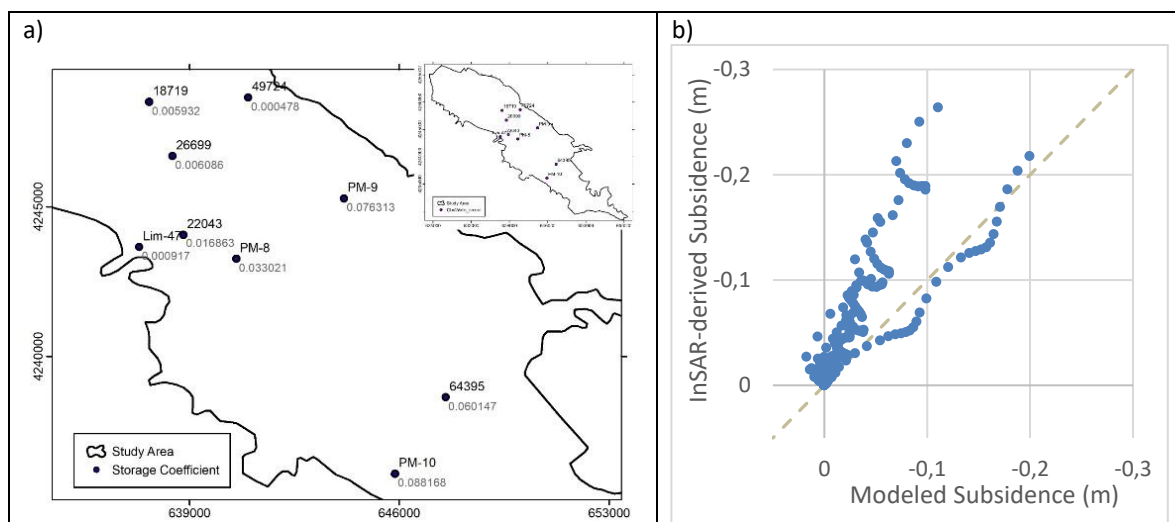 a)
18719
0.005932
49724
0.000478
26699
0.006086
PM-9
0.076313
4245000
22043
0.016863
Lim-47
0.000917
PM-8
0.033021
4240000
64395
0.060147
PM-10
0.088168
Study Area
Storage Coefficient
639000
646000
653000
b)
-0,3
-0,2
-0,1
0
InSAR-derived Subsidence (m)
0
-0,1
-0,2
-0,3
Modeled Subsidence (m)